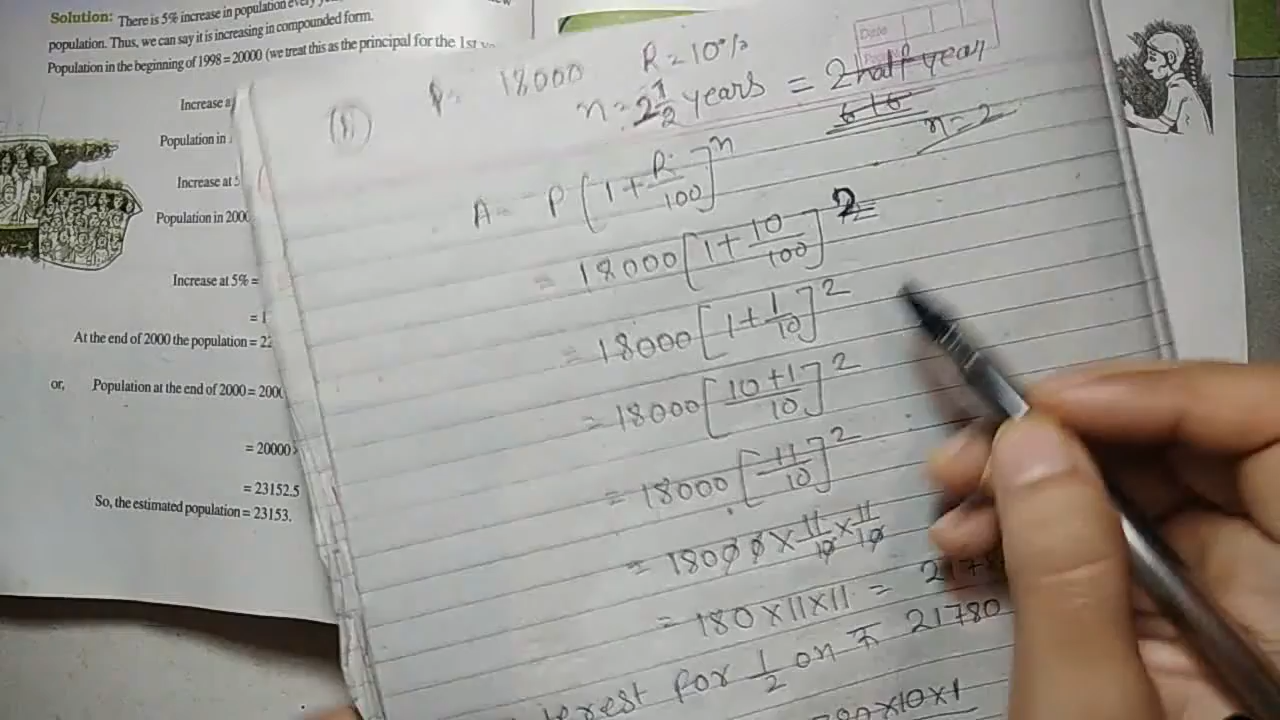 Solution: There is 5% increase in population every
population. Thus, we can say it is increasing in compounded form.
Population in the beginning of 1998 = 20000 (we treat this as the principal for the 1st
Increase a
Population in
Increase at 5
Population in 2000
Increase at 5% =
= 1
At the end of 2000 the population = 22
or, Population at the end of 2000 = 2000
= 20000
= 23152.5
So, the estimated population = 23153.
Date
P = 18000 R = 10%
n = 2 1/2 years = 2 half year
n = 2
A = P [1 + R/100]^n
= 18000 [1 + 10/100]^2
= 18000 [1 + 1/10]^2
= 18000 [10+1/10]^2
= 18000 [11/10]^2
= 18000 × 11/10 × 11/10
= 180 × 11 × 11 = 217
erest for 1/2 on ₹ 21780
×10×1